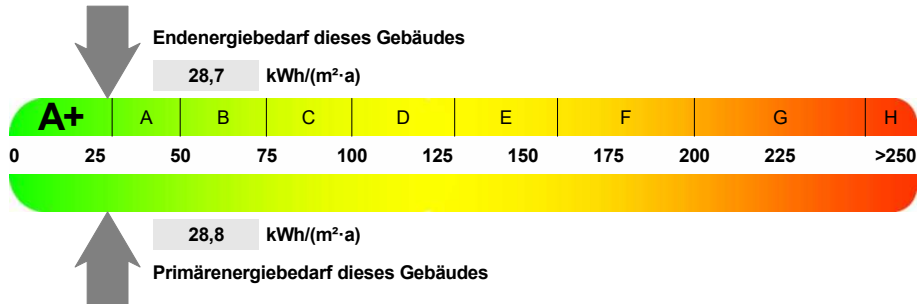 Endenergiebedarf dieses Gebäudes
28,7 kWh/(m²·a)
A+ A B C D E F G H
0 25 50 75 100 125 150 175 200 225 >250
28,8 kWh/(m²·a)
Primärenergiebedarf dieses Gebäudes